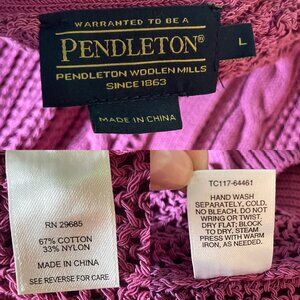 WARRANTED TO BE A
PENDLETON®
L
PENDLETON WOOLEN MILLS
SINCE 1863
MADE IN CHINA
RN 29685
67% COTTON
33% NYLON
MADE IN CHINA
SEE REVERSE FOR CARE
TC117-64461
HAND WASH
SEPARATELY, COLD.
NO BLEACH. DO NOT
WRING OR TWIST.
DRY FLAT; BLOCK
TO DRY. STEAM
PRESS WITH WARM
IRON, AS NEEDED.